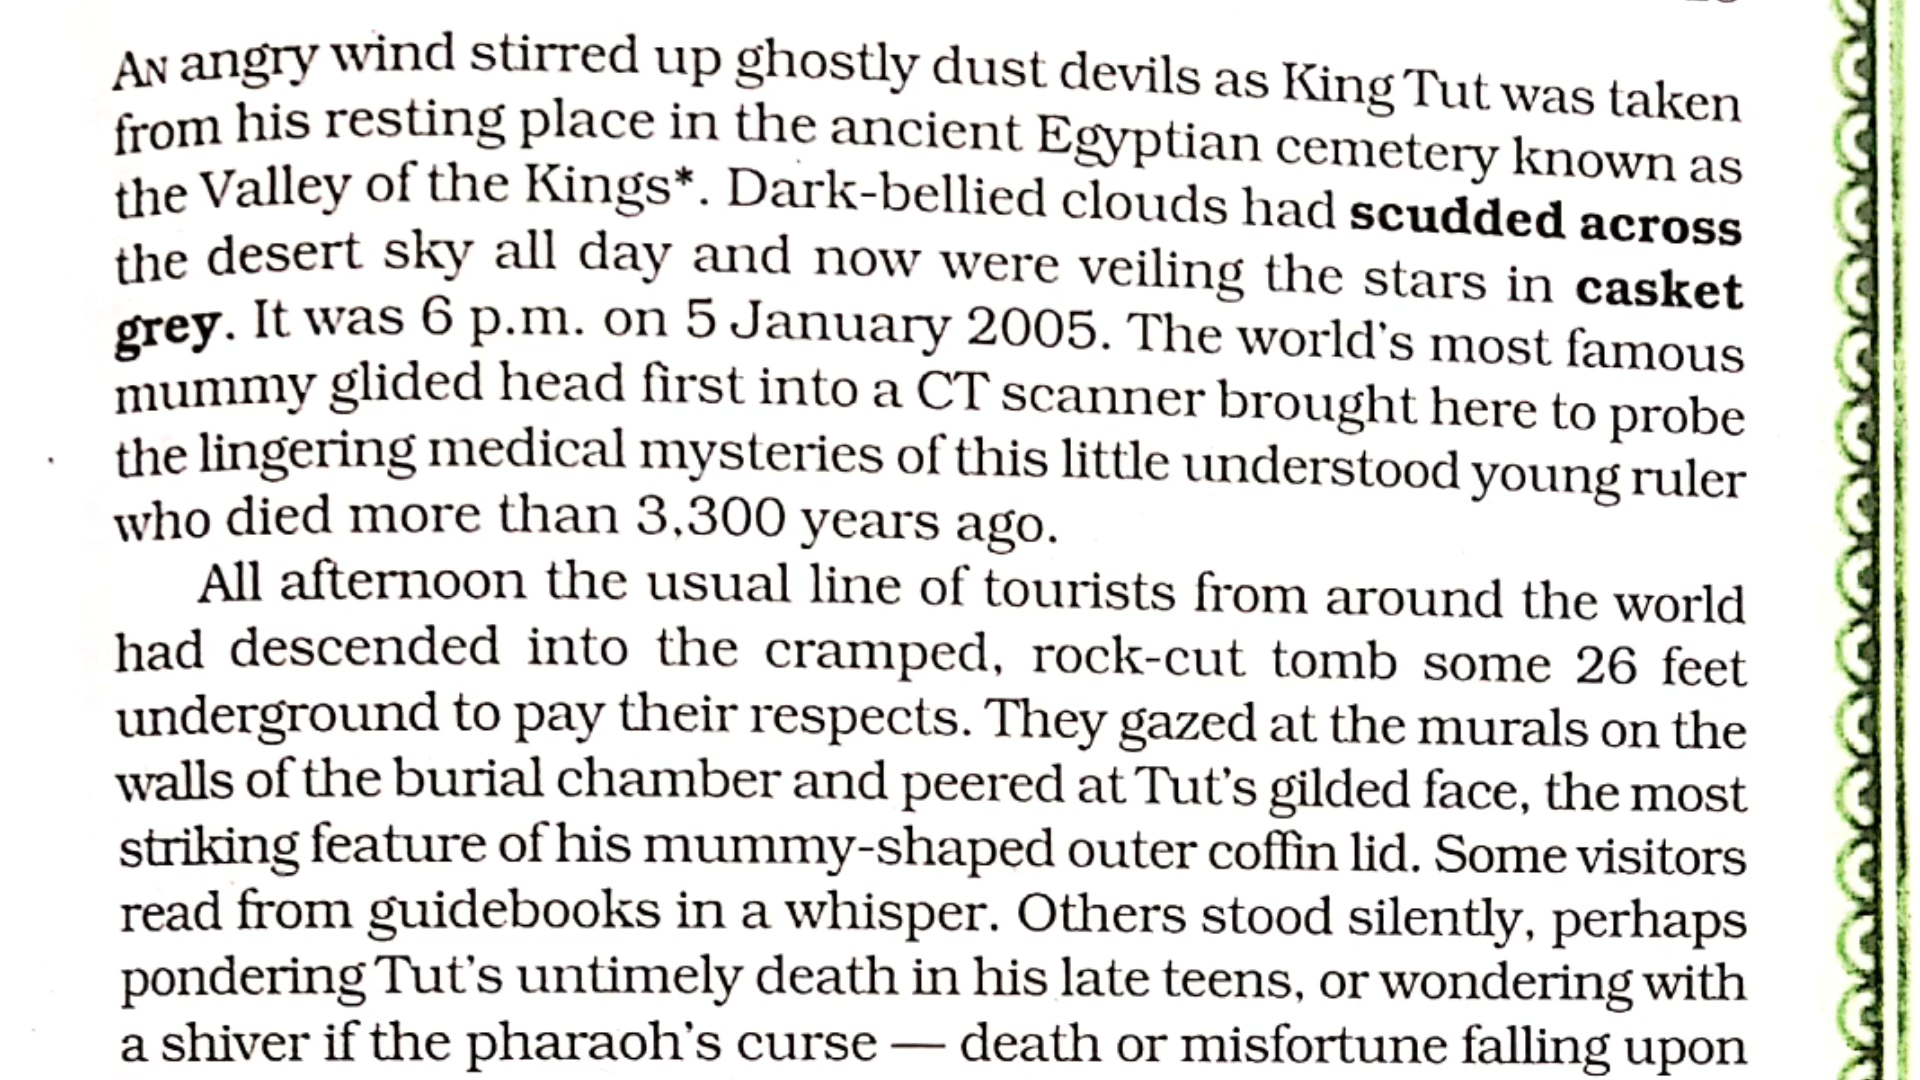 AN angry wind stirred up ghostly dust devils as King Tut was taken
from his resting place in the ancient Egyptian cemetery known as
the Valley of the Kings*. Dark-bellied clouds had scudded across
the desert sky all day and now were veiling the stars in casket
grey. It was 6 p.m. on 5 January 2005. The world's most famous
mummy glided head first into a CT scanner brought here to probe
the lingering medical mysteries of this little understood young ruler
who died more than 3,300 years ago.
All afternoon the usual line of tourists from around the world
had descended into the cramped, rock-cut tomb some 26 feet
underground to pay their respects. They gazed at the murals on the
walls of the burial chamber and peered at Tut's gilded face, the most
striking feature of his mummy-shaped outer coffin lid. Some visitors
read from guidebooks in a whisper. Others stood silently, perhaps
pondering Tut's untimely death in his late teens, or wondering with
a shiver if the pharaoh's curse — death or misfortune falling upon